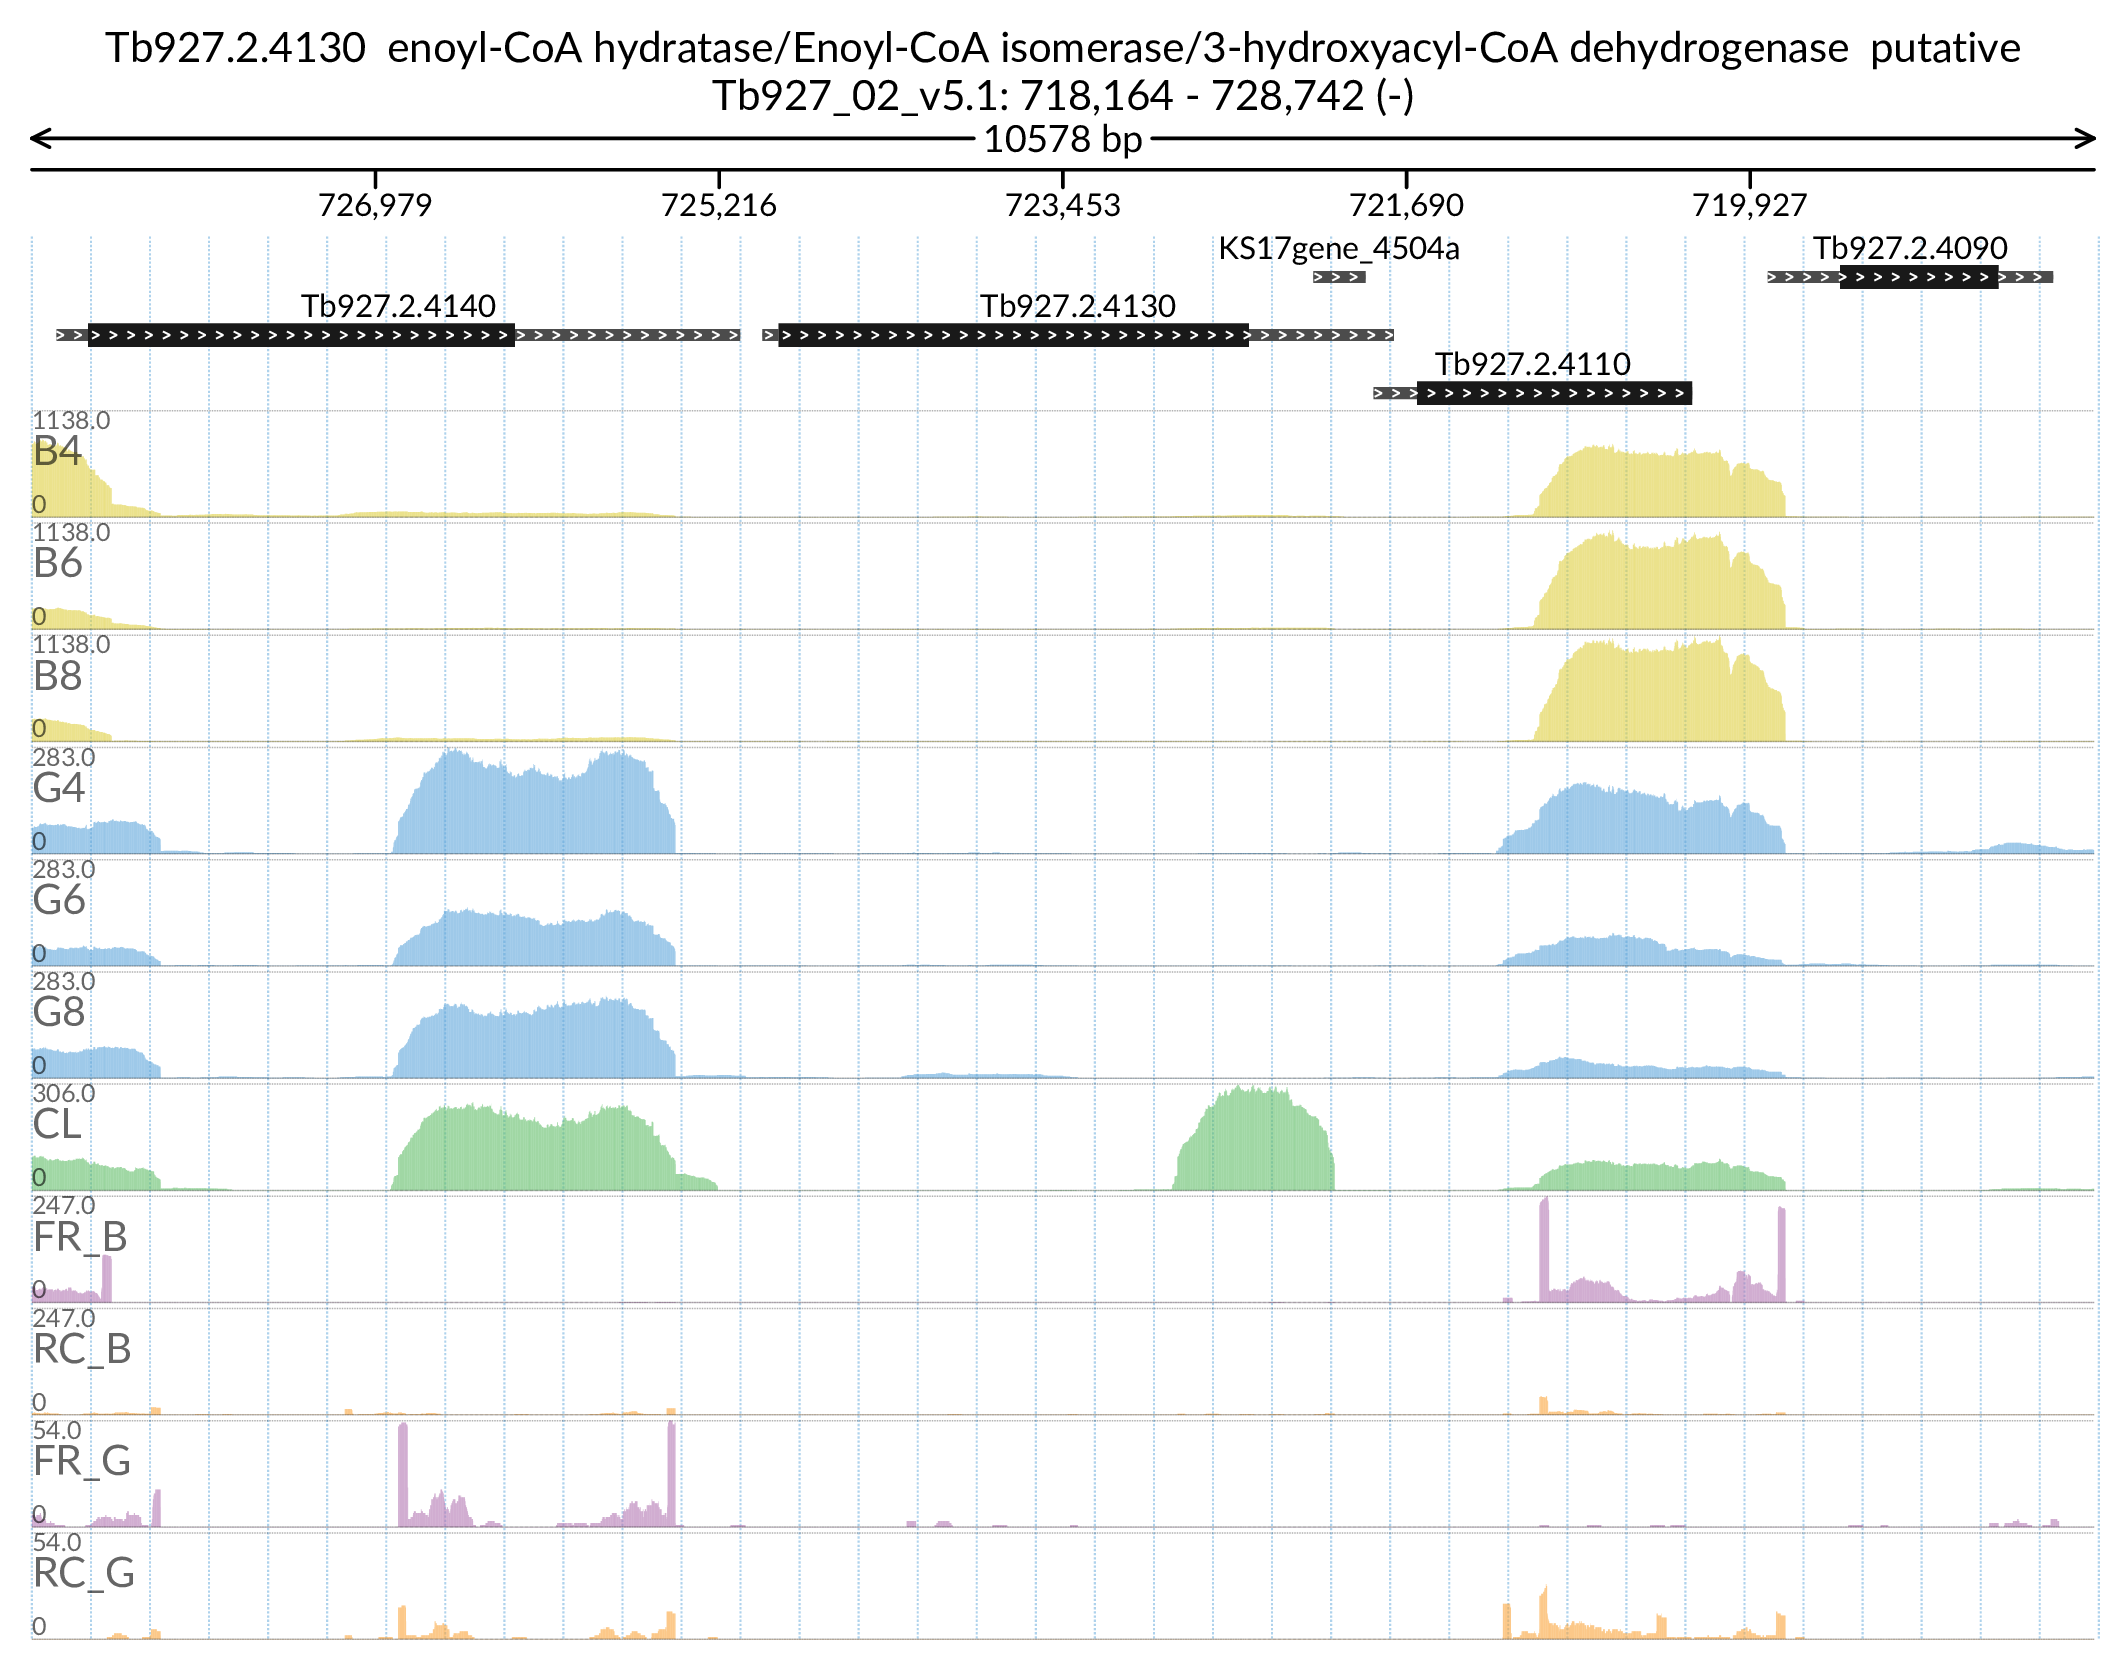 Tb927.2.4130  enoyl-CoA hydratase/Enoyl-CoA isomerase/3-hydroxyacyl-CoA dehydrogenase  putative
Tb927_02_v5.1: 718,164 - 728,742 (-)
10578 bp
726,979 725,216 723,453 721,690 719,927
KS17gene_4504a Tb927.2.4090
Tb927.2.4140 Tb927.2.4130
Tb927.2.4110
1138.0
B4
0
1138.0
B6
0
1138.0
B8
0
283.0
G4
0
283.0
G6
0
283.0
G8
0
306.0
CL
0
247.0
FR_B
0
247.0
RC_B
0
54.0
FR_G
0
54.0
RC_G
0